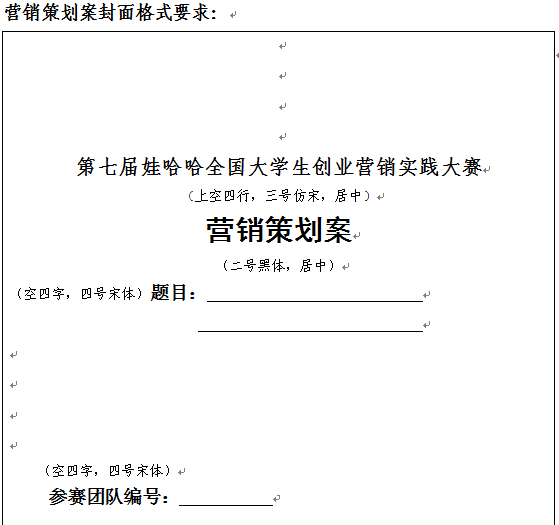 营销策划案封面格式要求：
第七届娃哈哈全国大学生创业营销实践大赛
（上空四行，三号仿宋，居中）
营销策划案
（二号黑体，居中）
（空四字，四号宋体）题目：
（空四字，四号宋体）
参赛团队编号：